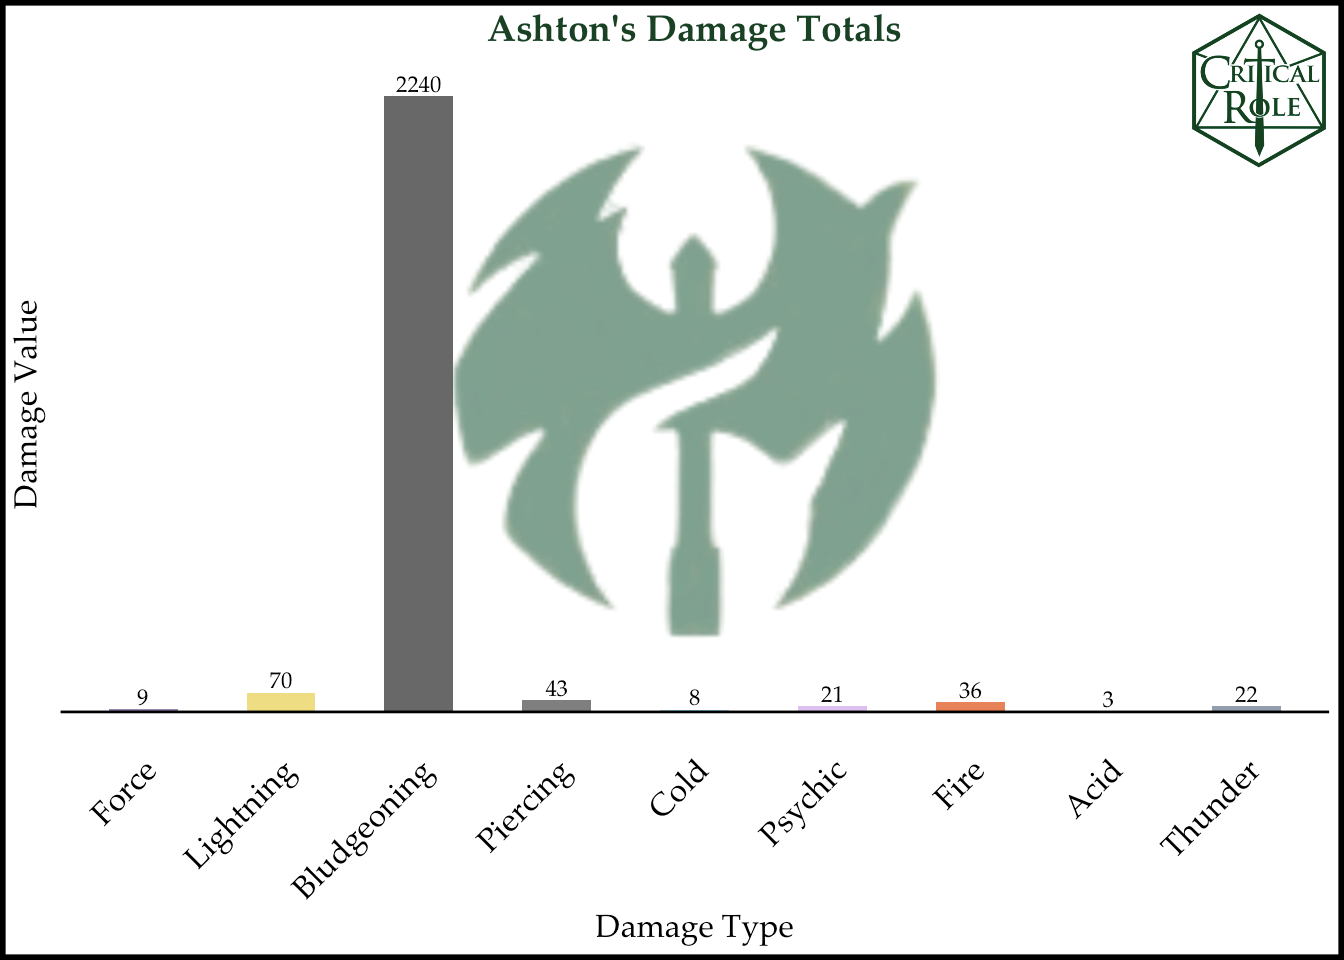 Ashton's Damage Totals
CRITICAL
ROLE
2240
9
70
43
8
21
36
3
22
Damage Value
Force
Lightning
Bludgeoning
Piercing
Cold
Psychic
Fire
Acid
Thunder
Damage Type